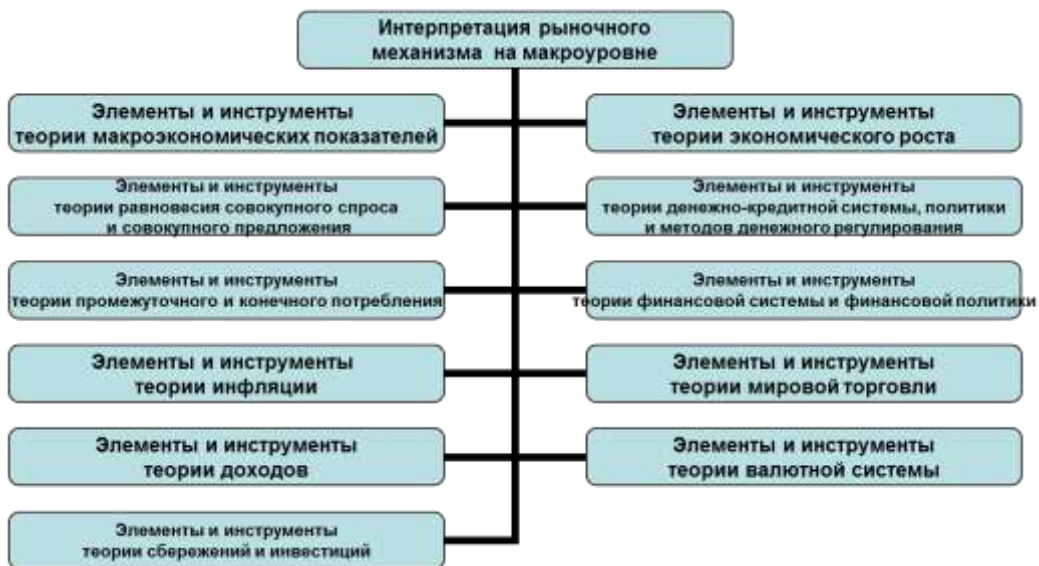 Интерпретация рыночного
механизма на макроуровне
Элементы и инструменты
теории макроэкономических показателей
Элементы и инструменты
теории экономического роста
Элементы и инструменты
теории равновесия совокупного спроса
и совокупного предложения
Элементы и инструменты
теории денежно-кредитной системы, политики
и методов денежного регулирования
Элементы и инструменты
теории промежуточного и конечного потребления
Элементы и инструменты
теории финансовой системы и финансовой политики
Элементы и инструменты
теории инфляции
Элементы и инструменты
теории мировой торговли
Элементы и инструменты
теории доходов
Элементы и инструменты
теории валютной системы
Элементы и инструменты
теории сбережений и инвестиций